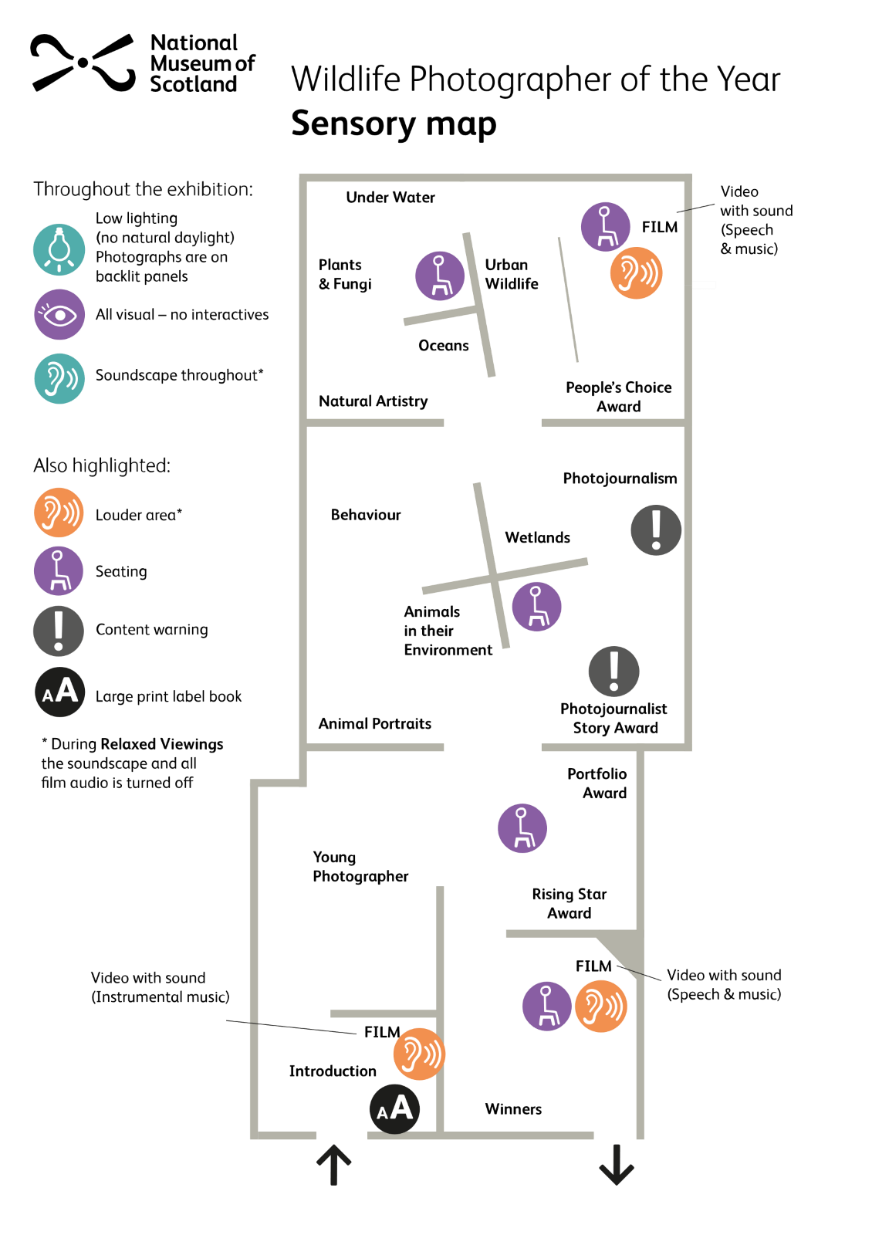 National
Museum of
Scotland
Wildlife Photographer of the Year
Sensory map
Throughout the exhibition:
Low lighting
(no natural daylight)
Photographs are on
backlit panels
All visual – no interactives
Soundscape throughout*
Also highlighted:
Louder area*
Seating
Content warning
AA
Large print label book
* During Relaxed Viewings
the soundscape and all
film audio is turned off
Under Water
FILM
Video
with sound
(Speech
& music)
Plants
& Fungi
Urban
Wildlife
Oceans
Natural Artistry
People's Choice
Award
Photojournalism
Behaviour
Wetlands
Animals
in their
Environment
Photojournalist
Story Award
Animal Portraits
Portfolio
Award
Young
Photographer
Rising Star
Award
FILM
Video with sound
(Speech & music)
Video with sound
(Instrumental music)
FILM
Introduction
AA
Winners